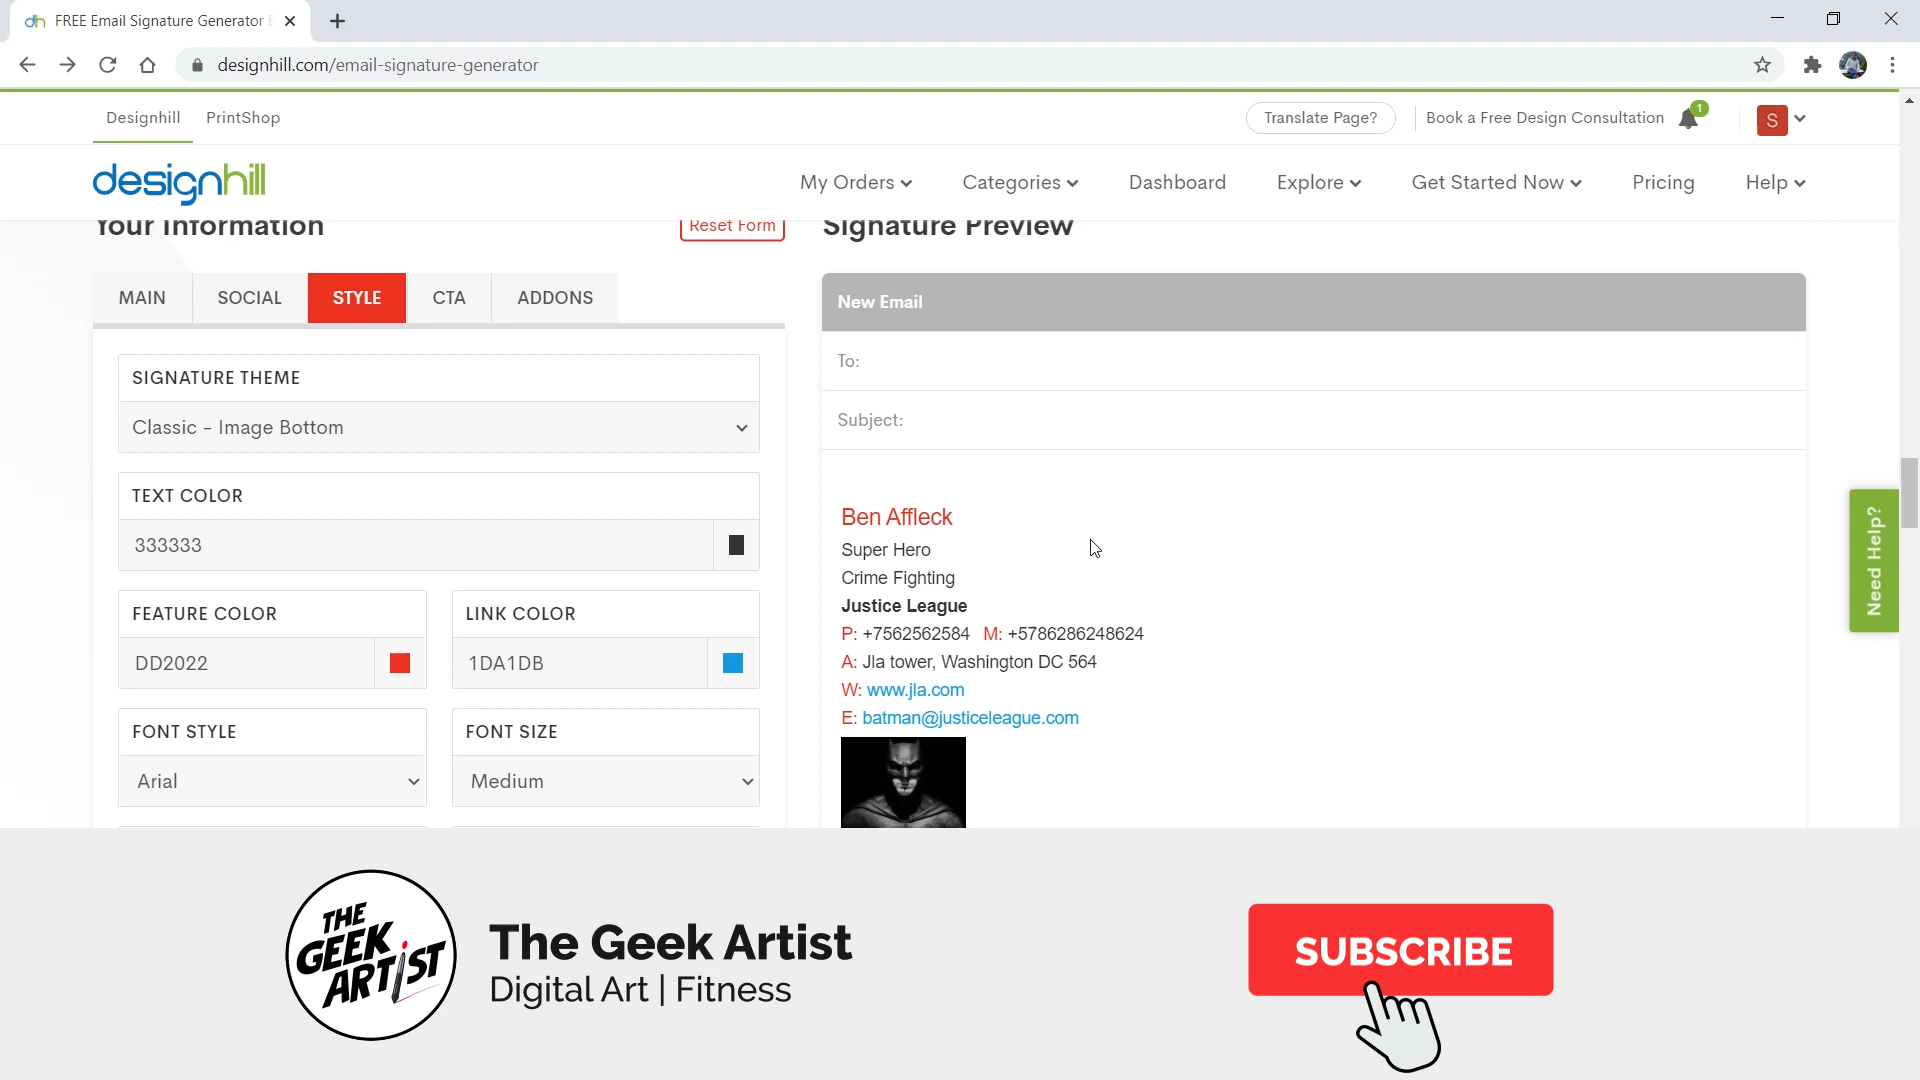 FREE Email Signature Generator
designhill.com/email-signature-generator
Designhill
PrintShop
Translate Page?
Book a Free Design Consultation
1
S
designhill
My Orders
Categories
Dashboard
Explore
Get Started Now
Pricing
Help
Your Information
Reset Form
Signature Preview
MAIN
SOCIAL
STYLE
CTA
ADDONS
SIGNATURE THEME
Classic - Image Bottom
TEXT COLOR
333333
FEATURE COLOR
LINK COLOR
DD2022
1DA1DB
FONT STYLE
FONT SIZE
Arial
Medium
New Email
To:
Subject:
Ben Affleck
Super Hero
Crime Fighting
Justice League
P: +7562562584 M: +5786286248624
A: Jla tower, Washington DC 564
W: www.jla.com
E: batman@justiceleague.com
Need Help?
THE
GEEK
ARTIST
The Geek Artist
Digital Art | Fitness
SUBSCRIBE